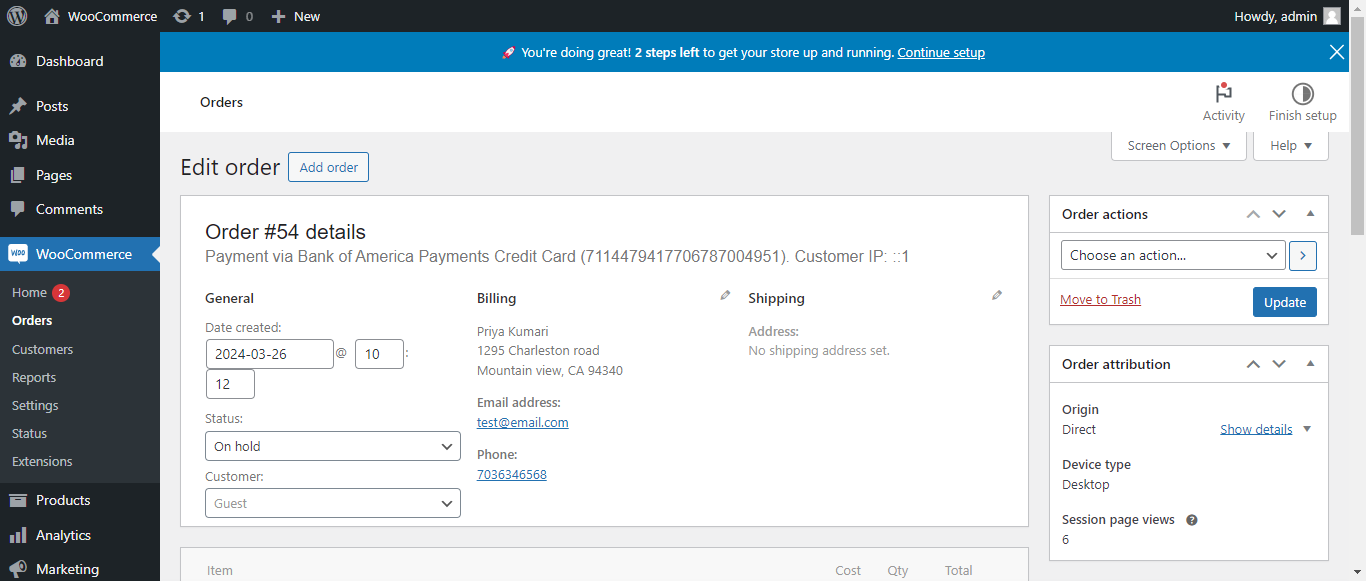 WooCommerce 1 0 New Howdy, admin
🚀 You're doing great! 2 steps left to get your store up and running. Continue setup
Dashboard
Posts
Media
Pages
Comments
WooCommerce
Home 2
Orders
Customers
Reports
Settings
Status
Extensions
Products
Analytics
Marketing
Orders
Activity
Finish setup
Screen Options
Help
Edit order Add order
Order #54 details
Payment via Bank of America Payments Credit Card (7114479417706787004951). Customer IP: ::1
General
Date created:
2024-03-26 @ 10 :
12
Status:
On hold
Customer:
Guest
Billing
Priya Kumari
1295 Charleston road
Mountain view, CA 94340
Email address:
test@email.com
Phone:
7036346568
Shipping
Address:
No shipping address set.
Item Cost Qty Total
Order actions
Choose an action...
Move to Trash Update
Order attribution
Origin
Direct Show details
Device type
Desktop
Session page views ?
6